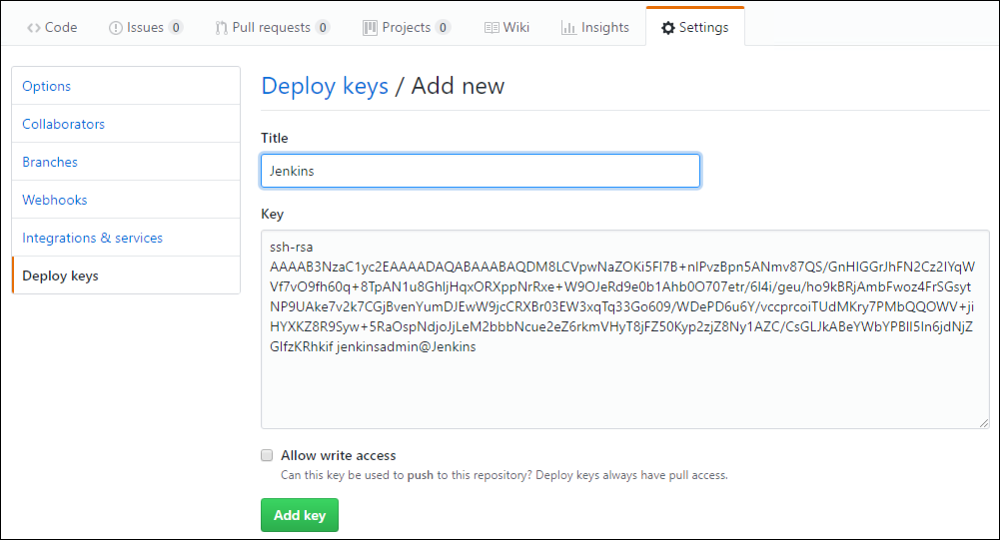 Code Issues 0 Pull requests 0 Projects 0 Wiki Insights Settings
Options
Collaborators
Branches
Webhooks
Integrations & services
Deploy keys
Deploy keys / Add new
Title
Jenkins
Key
ssh-rsa
AAAAB3NzaC1yc2EAAAADAQABAAABAQDM8LCVpwNaZOKi5FI7B+nIPvzBpn5ANmv87QS/GnHIGGrJhFN2Cz2IYqW
Vf7vO9fh60q+8TpAN1u8GhljHqxORXppNrRxe+W9OJeRd9e0b1Ahb0O707etr/6I4i/geu/ho9kBRjAmbFwoz4FrSGsyt
NP9UAke7v2k7CGjBvenYumDJEwW9jcCRXBr03EW3xqTq33Go609/WDePD6u6Y/vccprcoiTUdMKry7PMbQQOWV+ji
HYXKZ8R9Syw+5RaOspNdjoJjLeM2bbbNcue2eZ6rkmVHyT8jFZ50Kyp2zjZ8Ny1AZC/CsGLJkABeYWbYPBII5In6jdNjZ
GIfzKRhkif jenkinsadmin@Jenkins
Allow write access
Can this key be used to push to this repository? Deploy keys always have pull access.
Add key